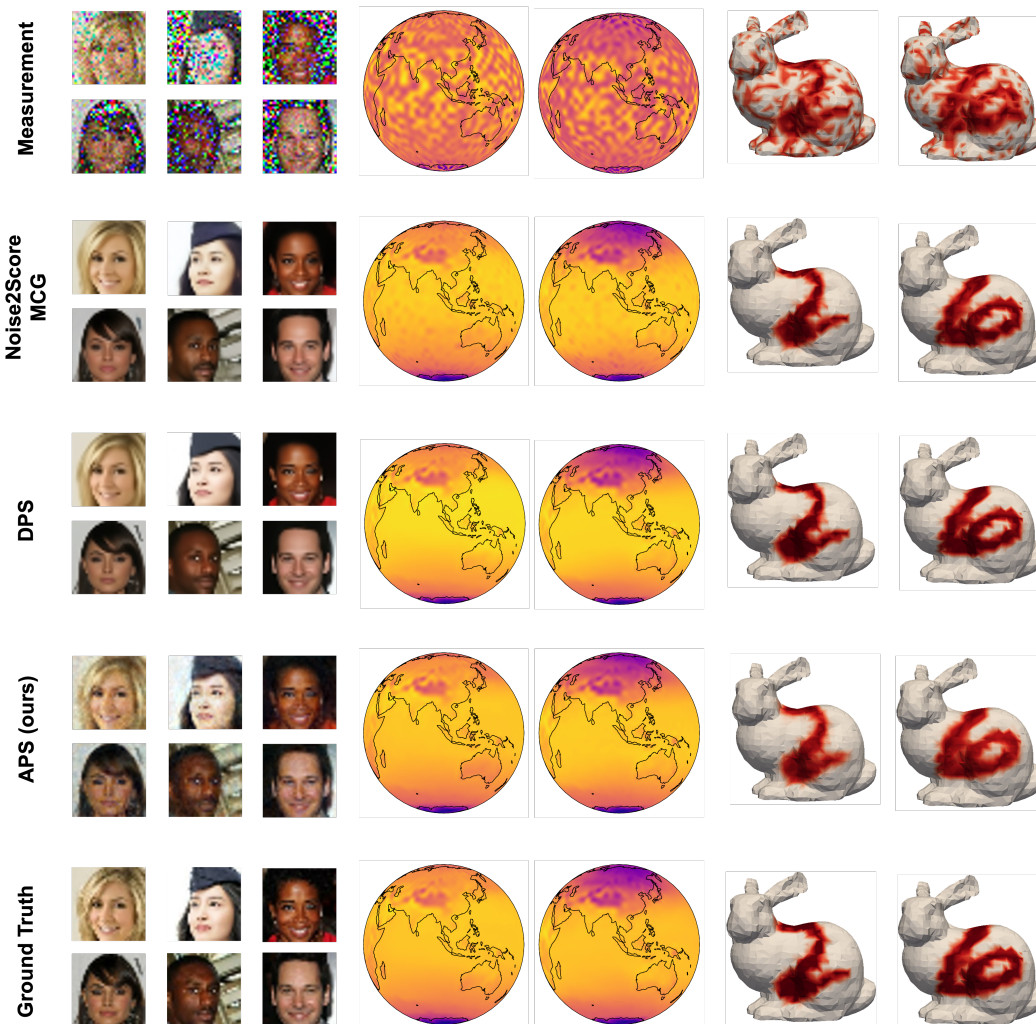 Measurement
Noise2Score
MCG
DPS
APS (ours)
Ground Truth